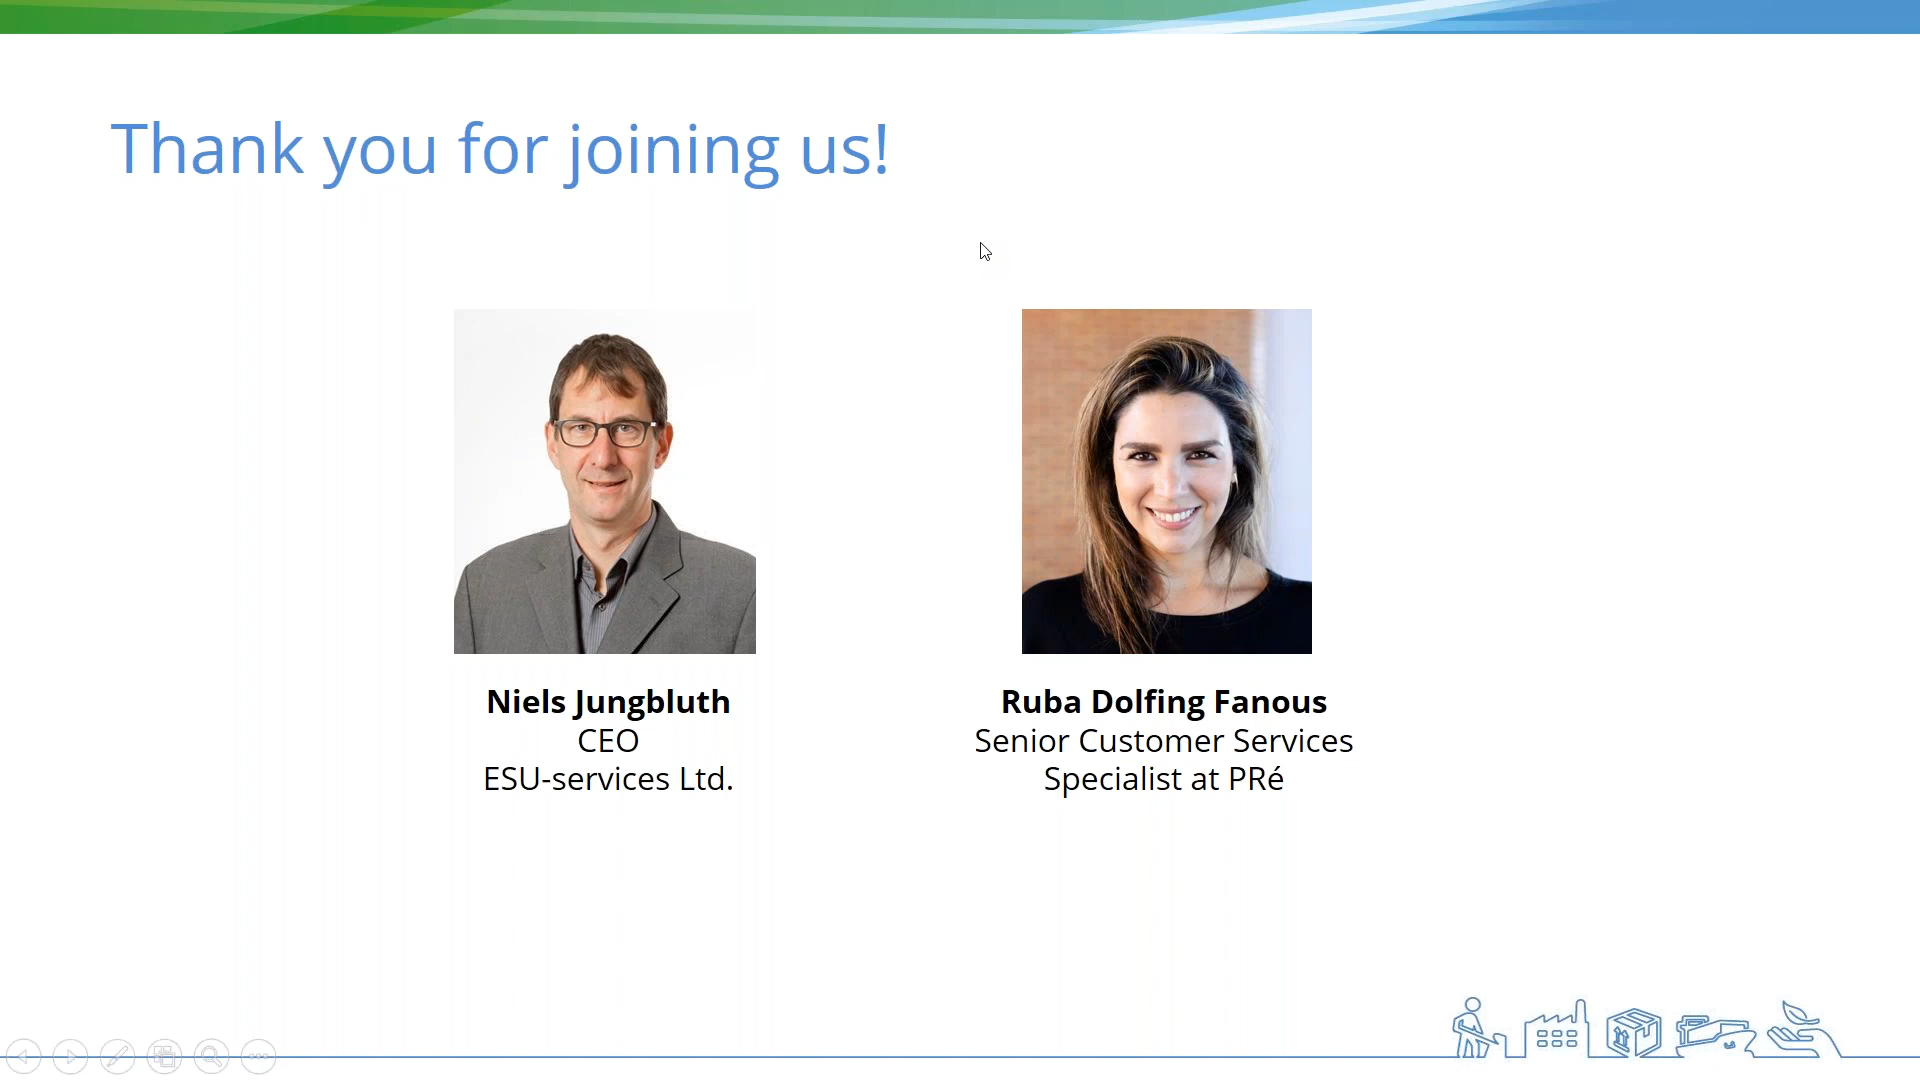 Thank you for joining us!
Niels Jungbluth
CEO
ESU-services Ltd.
Ruba Dolfing Fanous
Senior Customer Services
Specialist at PRé